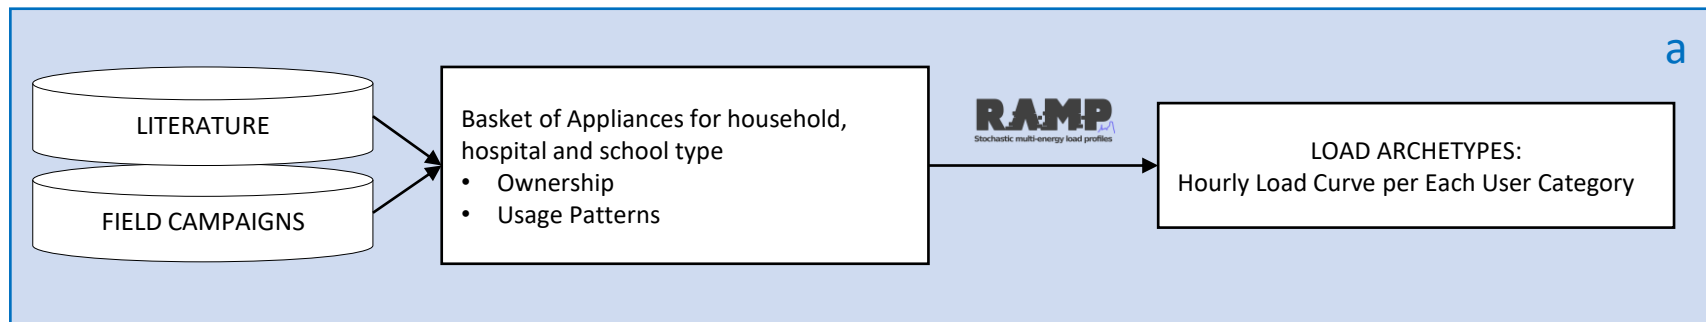 a
LITERATURE
FIELD CAMPAIGNS
Basket of Appliances for household,
hospital and school type
• Ownership
• Usage Patterns
RAMP
Stochastic multi-energy load profiles
LOAD ARCHETYPES:
Hourly Load Curve per Each User Category